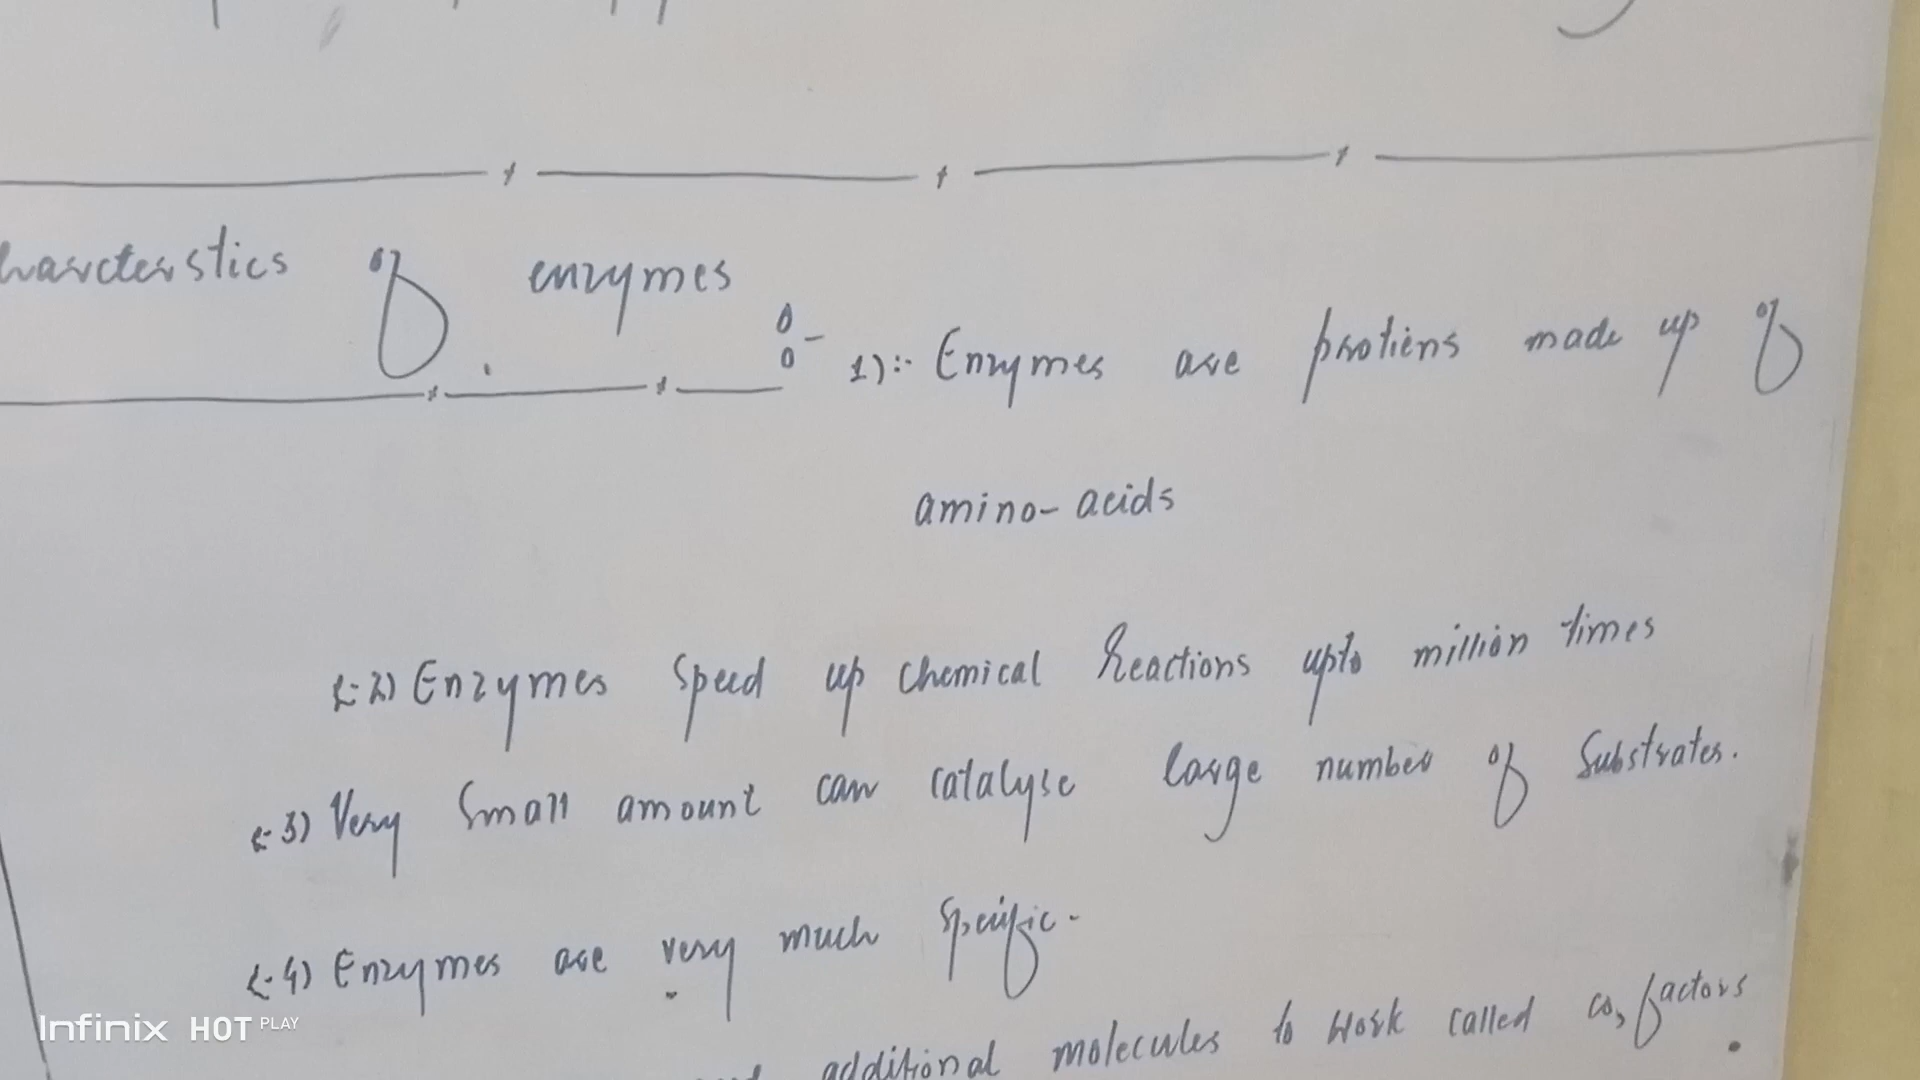 haracterstics of enzymes :-
1):- Enzymes are protiens made up of
amino-acids
2) Enzymes speed up chemical Reactions upto million times
3) Very small amount can catalyse large number of Substrates.
4) Enzymes are very much specific.
additional molecules to work called co, factors
Infinix HOT PLAY